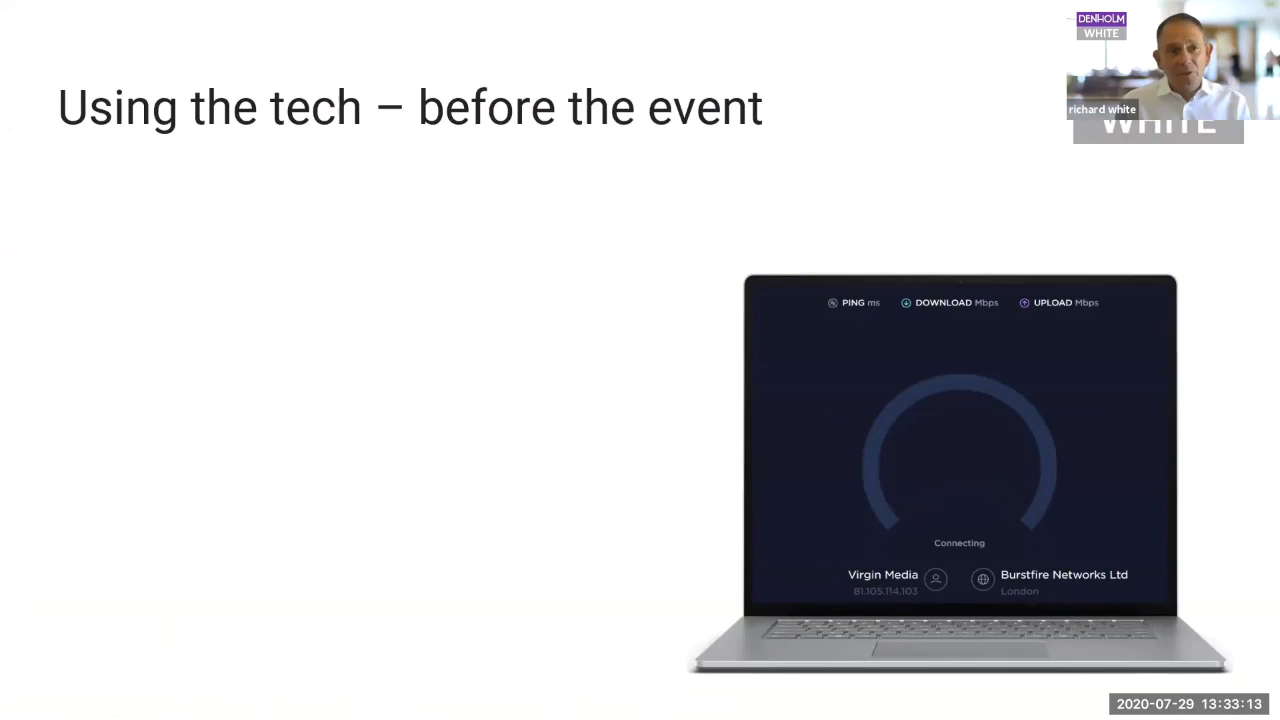 DENHOLM
WHITE
richard white
WHITE
Using the tech – before the event
PING ms
DOWNLOAD Mbps
UPLOAD Mbps
Connecting
Virgin Media
81.105.114.103
Burstfire Networks Ltd
London
2020-07-29 13:33:13